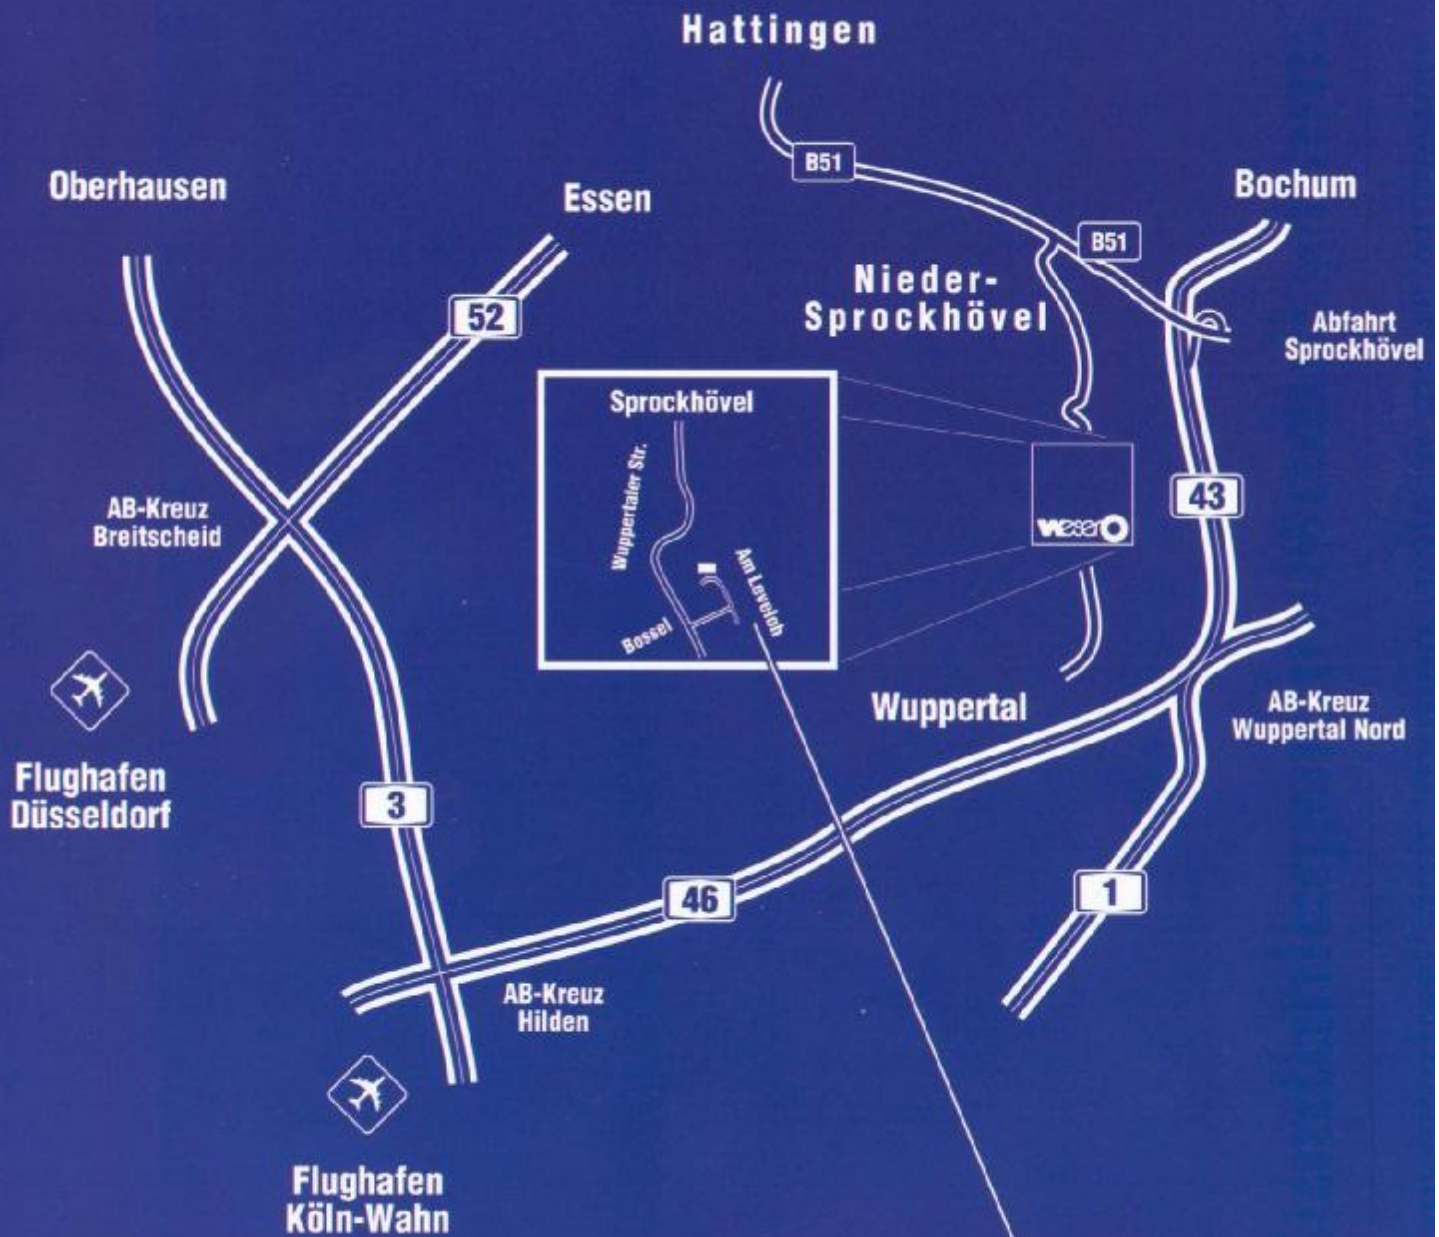 Hattingen
B51
Oberhausen
Essen
Bochum
B51
Nieder-
Sprockhövel
52
Abfahrt
Sprockhövel
Sprockhövel
Wuppertaler Str.
AB-Kreuz
Breitscheid
43
weser
Am Leveloh
Bossel
Wuppertal
AB-Kreuz
Wuppertal Nord
Flughafen
Düsseldorf
3
46
1
AB-Kreuz
Hilden
Flughafen
Köln-Wahn